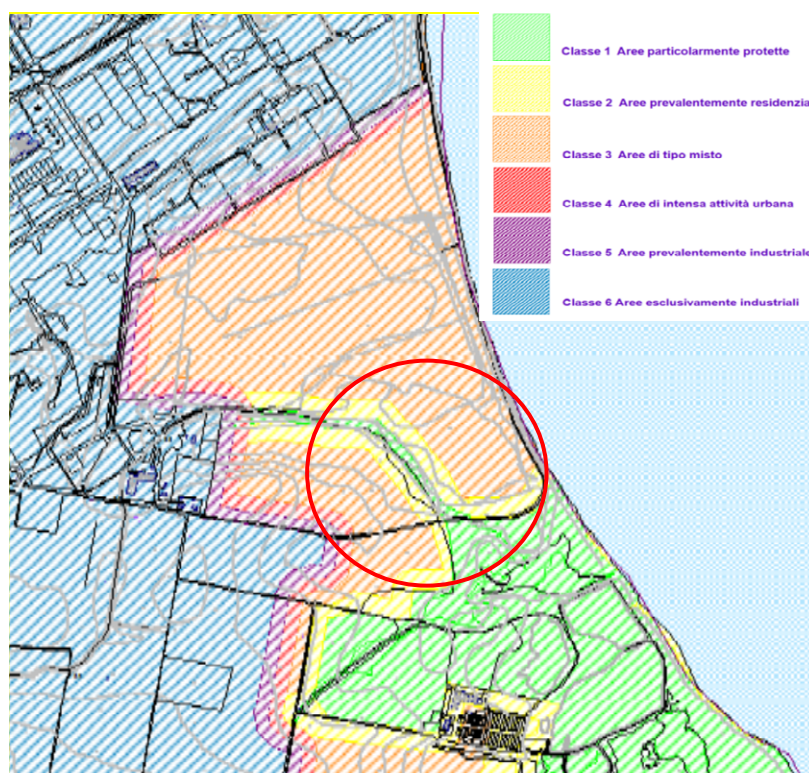 Classe 1 Aree particolarmente protette
Classe 2 Aree prevalentemente residenzia
Classe 3 Aree di tipo misto
Classe 4 Aree di intensa attività urbana
Classe 5 Aree prevalentemente industriale
Classe 6 Aree esclusivamente industriali